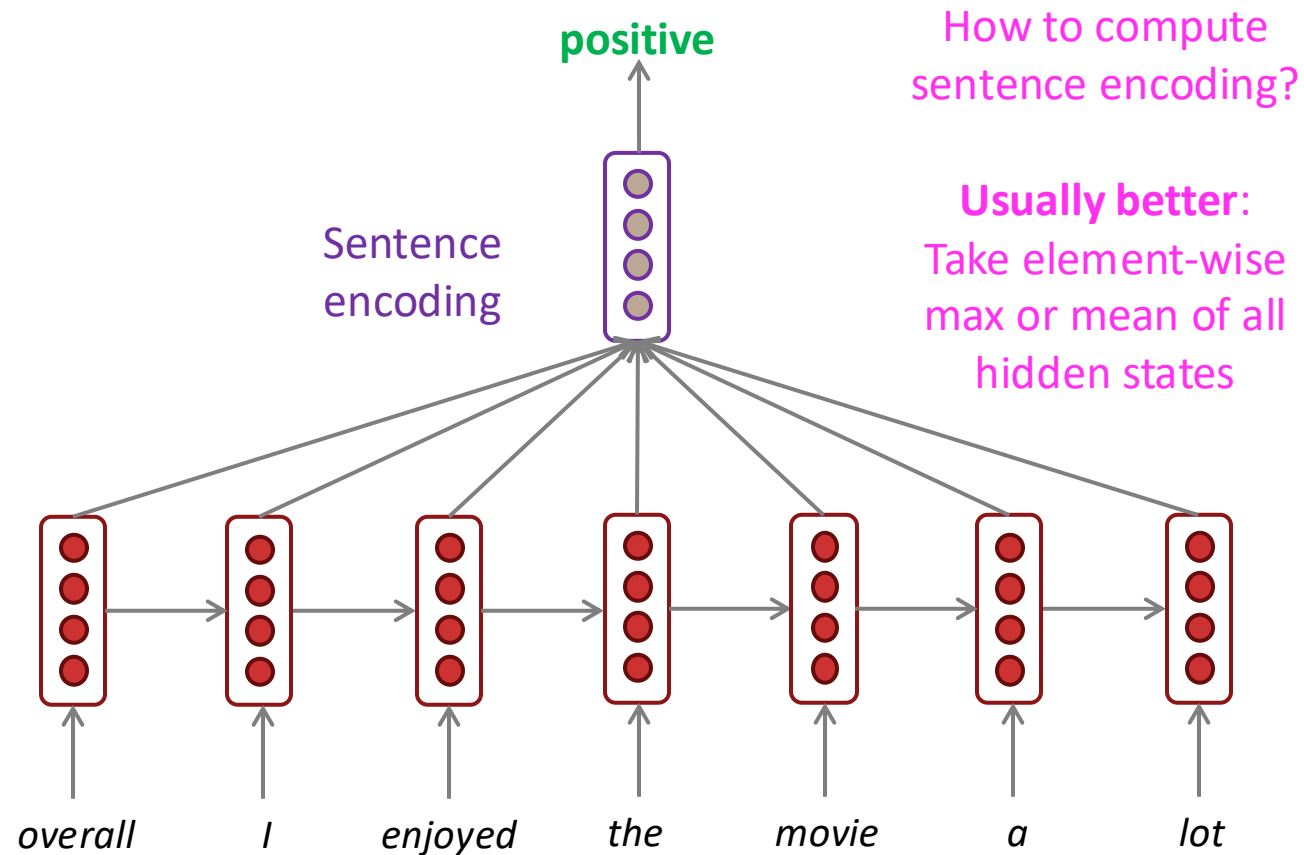 positive
How to compute
sentence encoding?
Usually better:
Take element-wise
max or mean of all
hidden states
Sentence
encoding
overall I enjoyed the movie a lot